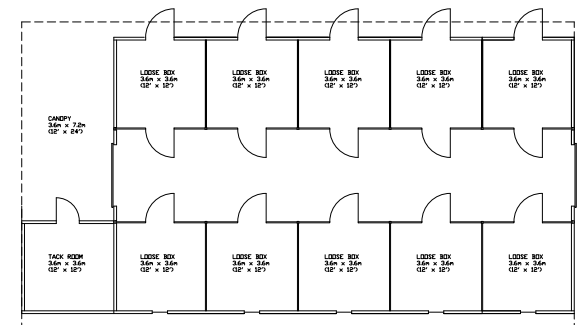 LOOSE BOX
3.6m x 3.6m
(12' x 12')
LOOSE BOX
3.6m x 3.6m
(12' x 12')
LOOSE BOX
3.6m x 3.6m
(12' x 12')
LOOSE BOX
3.6m x 3.6m
(12' x 12')
LOOSE BOX
3.6m x 3.6m
(12' x 12')
CANOPY
3.6m x 7.2m
(12' x 24')
TACK ROOM
3.6m x 3.6m
(12' x 12')
LOOSE BOX
3.6m x 3.6m
(12' x 12')
LOOSE BOX
3.6m x 3.6m
(12' x 12')
LOOSE BOX
3.6m x 3.6m
(12' x 12')
LOOSE BOX
3.6m x 3.6m
(12' x 12')
LOOSE BOX
3.6m x 3.6m
(12' x 12')